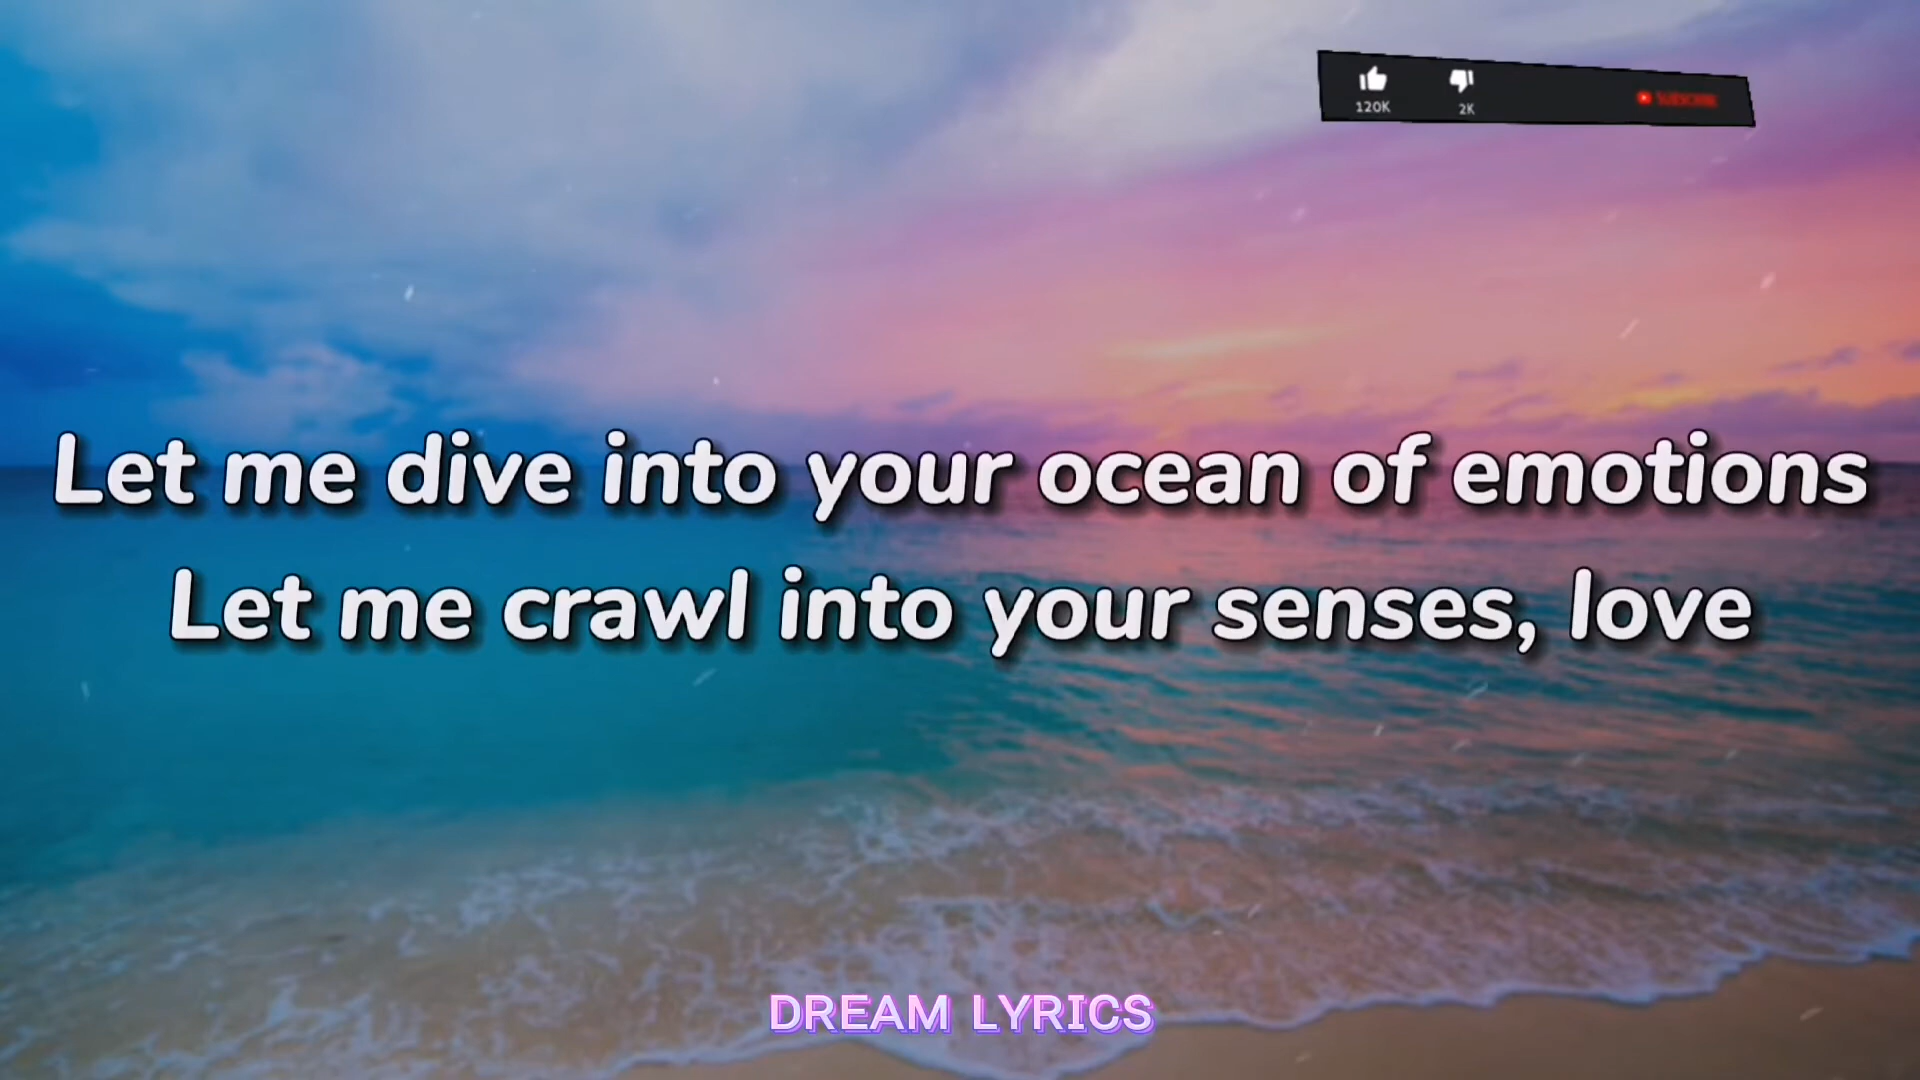 120K 2K SUBSCRIBE
Let me dive into your ocean of emotions
Let me crawl into your senses, love
DREAM LYRICS